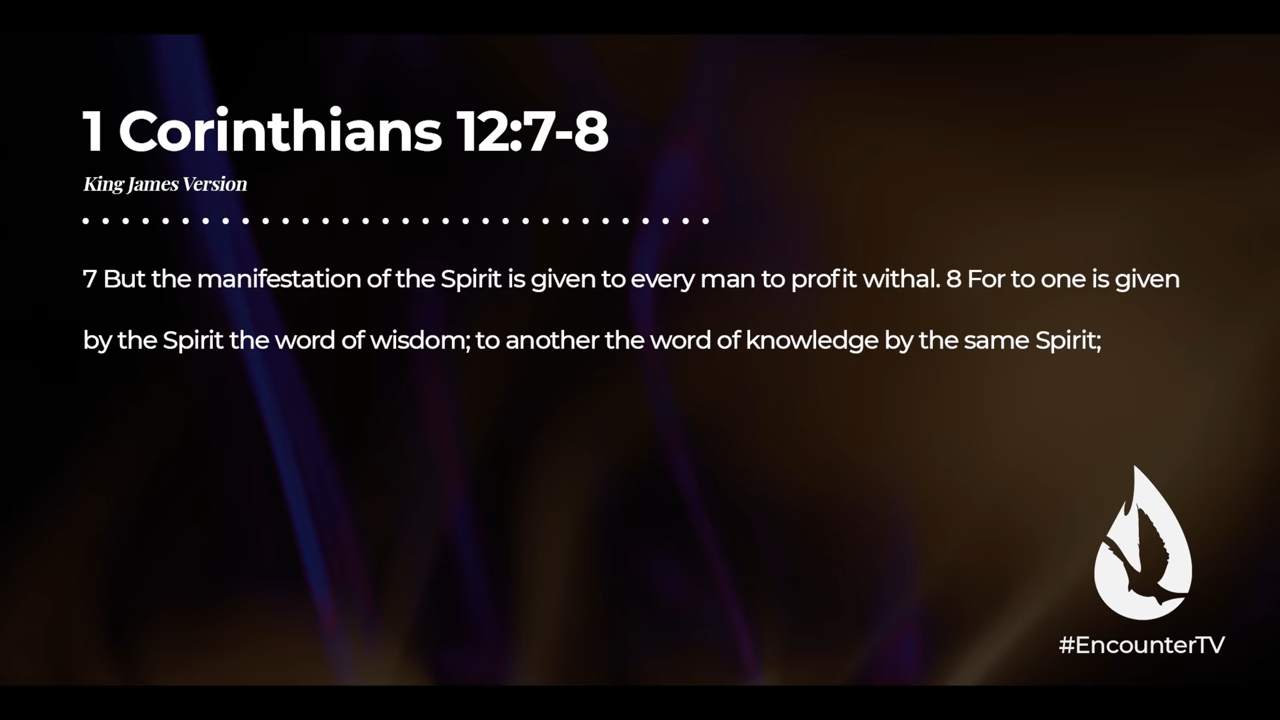 1 Corinthians 12:7-8
King James Version
7 But the manifestation of the Spirit is given to every man to profit withal. 8 For to one is given
by the Spirit the word of wisdom; to another the word of knowledge by the same Spirit;
#EncounterTV